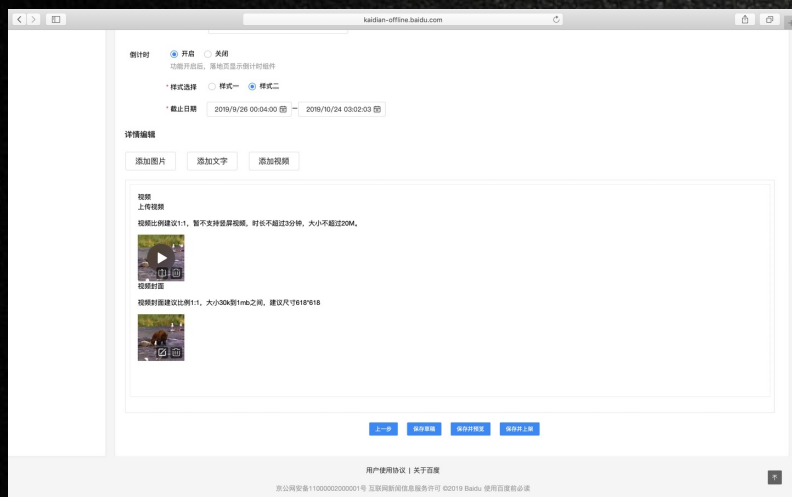 kaidian-offline.baidu.com
倒计时 开启 关闭
功能开启后，落地页显示倒计时组件
*样式选择 样式一 样式二
*截止日期 2019/9/26 00:04:00 – 2019/10/24 03:02:03
详情编辑
添加图片 添加文字 添加视频
视频
上传视频
视频比例建议1:1，暂不支持竖屏视频，时长不超过3分钟，大小不超过20M。
视频封面
视频封面建议比例1:1，大小30k到1mb之间，建议尺寸618*618
上一步 保存草稿 保存并预览 保存并上架
用户使用协议 | 关于百度
京公网安备11000002000001号 互联网新闻信息服务许可 ©2019 Baidu 使用百度前必读